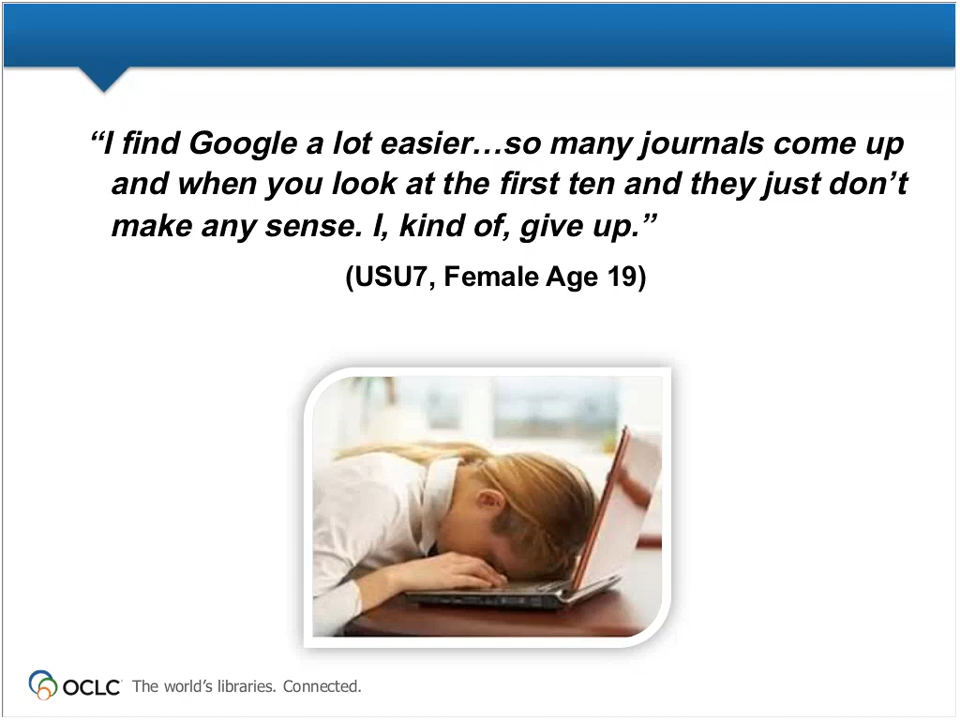 “I find Google a lot easier…so many journals come up
and when you look at the first ten and they just don’t
make any sense. I, kind of, give up.”
(USU7, Female Age 19)
OCLC The world’s libraries. Connected.